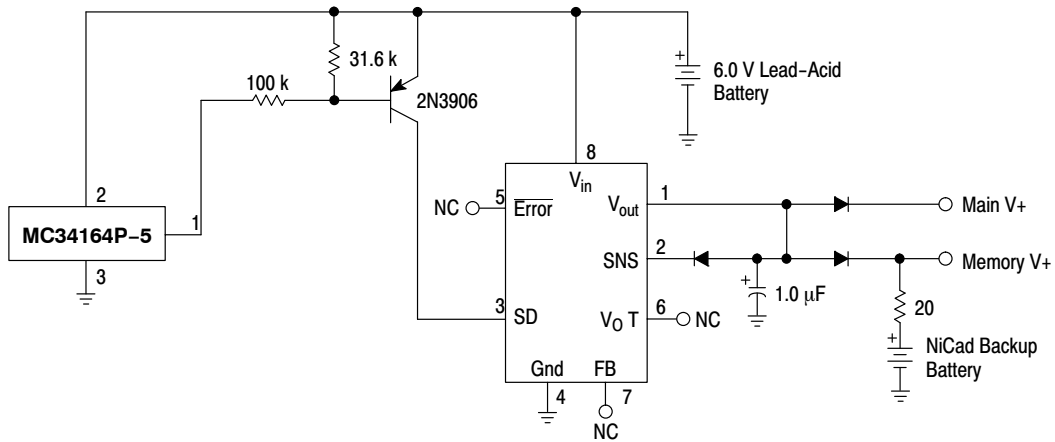 31.6 k
100 k
2N3906
6.0 V Lead–Acid
Battery
8
Vin
2
1
MC34164P–5
3
NC
5
Error
Vout
1
Main V+
SNS
2
Memory V+
1.0 μF
3
SD
VO T
6
NC
20
NiCad Backup
Battery
Gnd
FB
4
7
NC